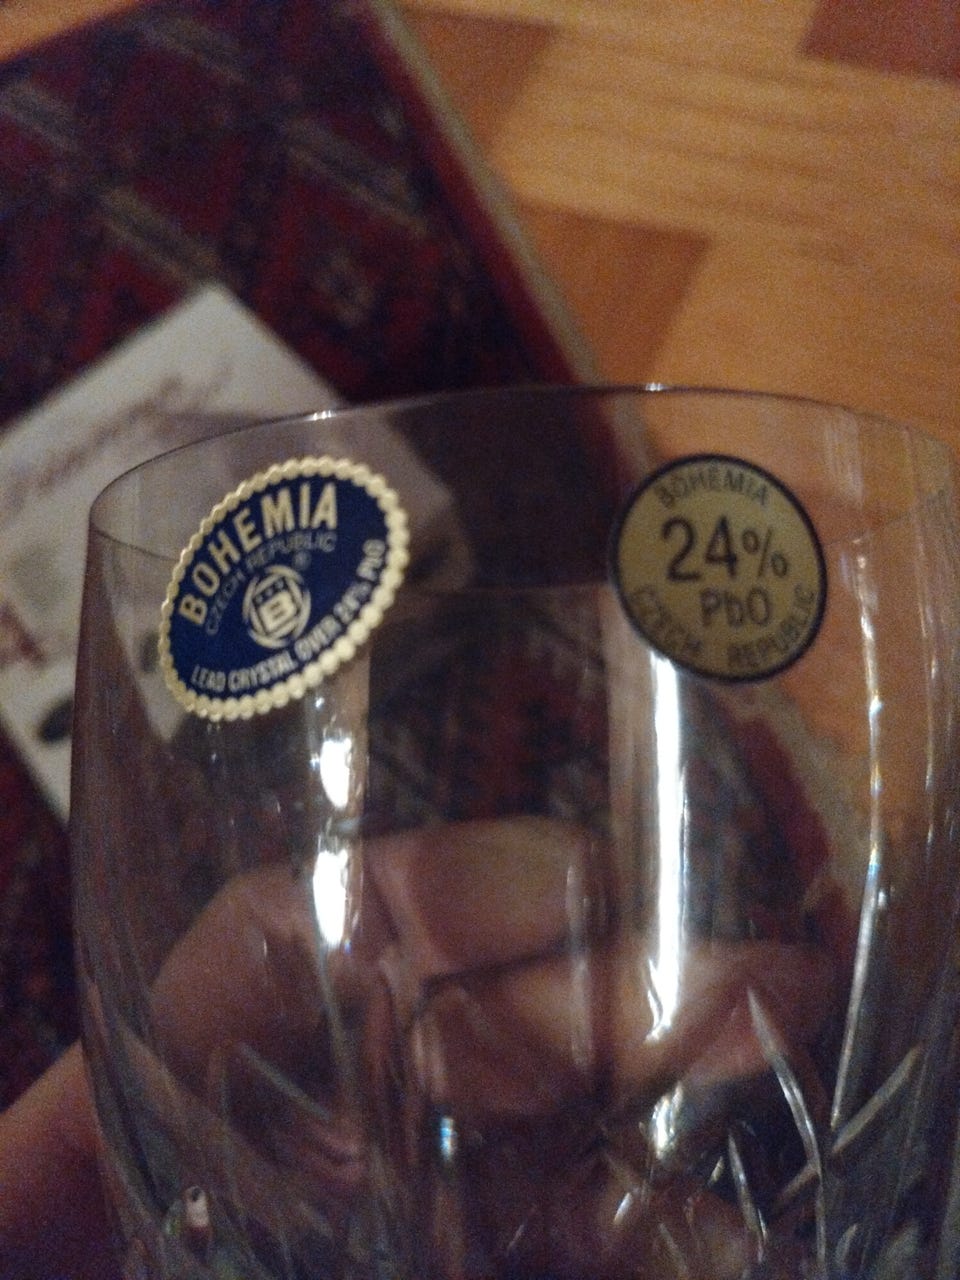 BOHEMIA
CZECH REPUBLIC
®
B
LEAD CRYSTAL OVER 24% PbO
BOHEMIA
24%
PbO
CZECH REPUBLIC